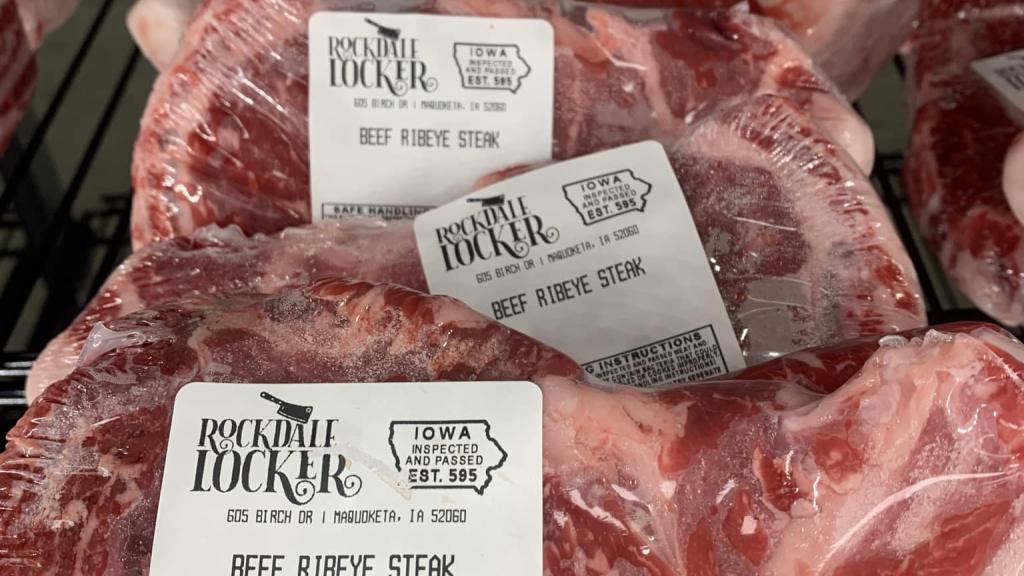 ROCKDALE
LOCKER
IOWA
INSPECTED
AND PASSED
EST. 595
605 BIRCH DR | MAQUOKETA, IA 52060
BEEF RIBEYE STEAK
SAFE HANDLIN
ROCKDALE
LOCKER
IOWA
INSPECTED
AND PASSED
EST. 595
605 BIRCH DR | MAQUOKETA, IA 52060
BEEF RIBEYE STEAK
G INSTRUCTIONS
ROCKDALE
LOCKER
IOWA
INSPECTED
AND PASSED
EST. 595
605 BIRCH DR | MAQUOKETA, IA 52060
BEEF RIBEYE STEAK